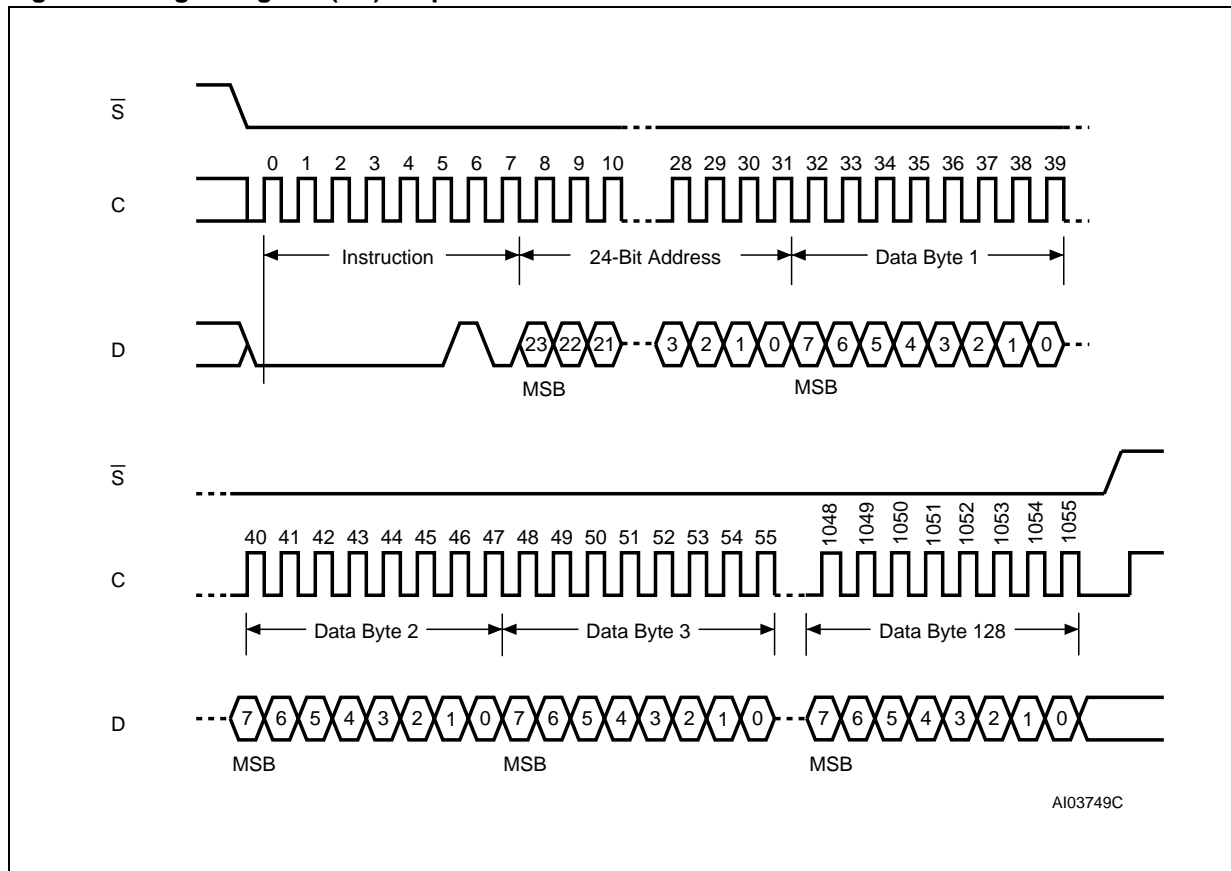 S
0 1 2 3 4 5 6 7 8 9 10 28 29 30 31 32 33 34 35 36 37 38 39
C
Instruction 24-Bit Address Data Byte 1
D
23 22 21 3 2 1 0 7 6 5 4 3 2 1 0
MSB MSB
S
40 41 42 43 44 45 46 47 48 49 50 51 52 53 54 55 1048 1049 1050 1051 1052 1053 1054 1055
C
Data Byte 2 Data Byte 3 Data Byte 128
D
7 6 5 4 3 2 1 0 7 6 5 4 3 2 1 0 7 6 5 4 3 2 1 0
MSB MSB MSB
AI03749C